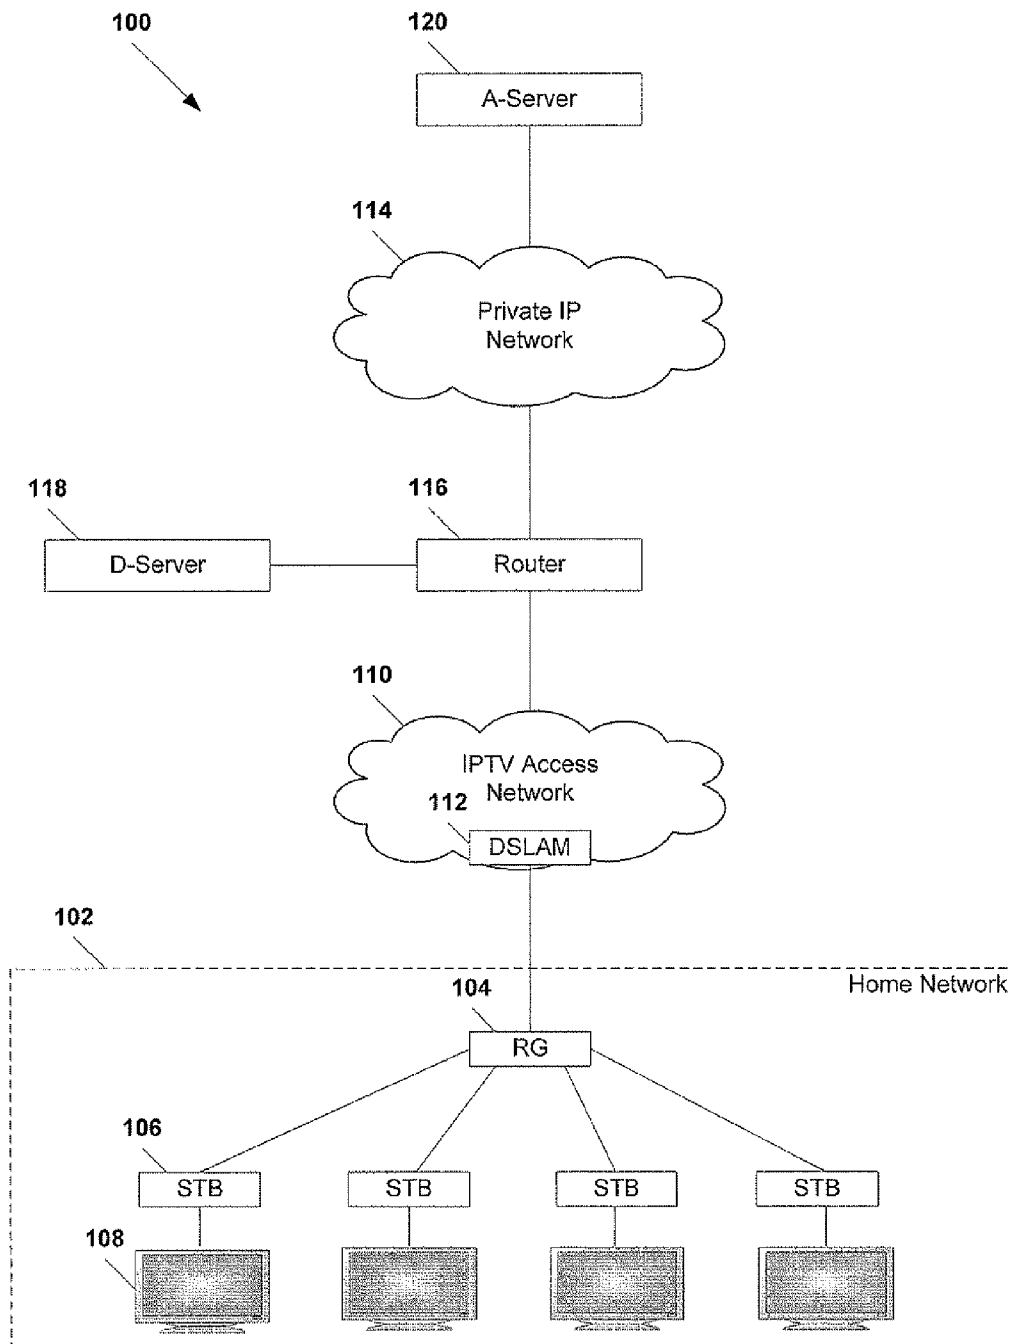 100
120
A-Server
114
Private IP
Network
118
116
D-Server
Router
110
IPTV Access
Network
112
DSLAM
102
Home Network
104
RG
106
STB
STB
STB
STB
108